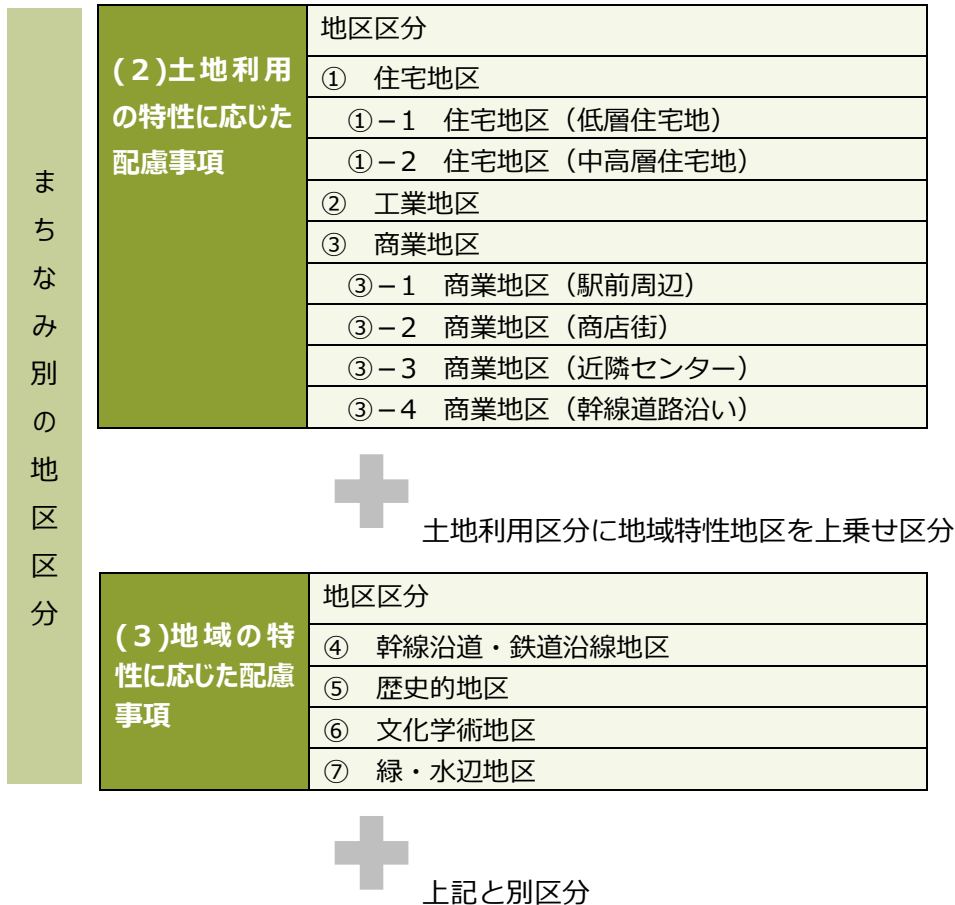 まちなみ別の地区区分
(2)土地利用
の特性に応じた
配慮事項
地区区分
① 住宅地区
①−1 住宅地区（低層住宅地）
①−2 住宅地区（中高層住宅地）
② 工業地区
③ 商業地区
③−1 商業地区（駅前周辺）
③−2 商業地区（商店街）
③−3 商業地区（近隣センター）
③−4 商業地区（幹線道路沿い）
土地利用区分に地域特性地区を上乗せ区分
(3)地域の特
性に応じた配慮
事項
地区区分
④ 幹線沿道・鉄道沿線地区
⑤ 歴史的地区
⑥ 文化学術地区
⑦ 緑・水辺地区
上記と別区分